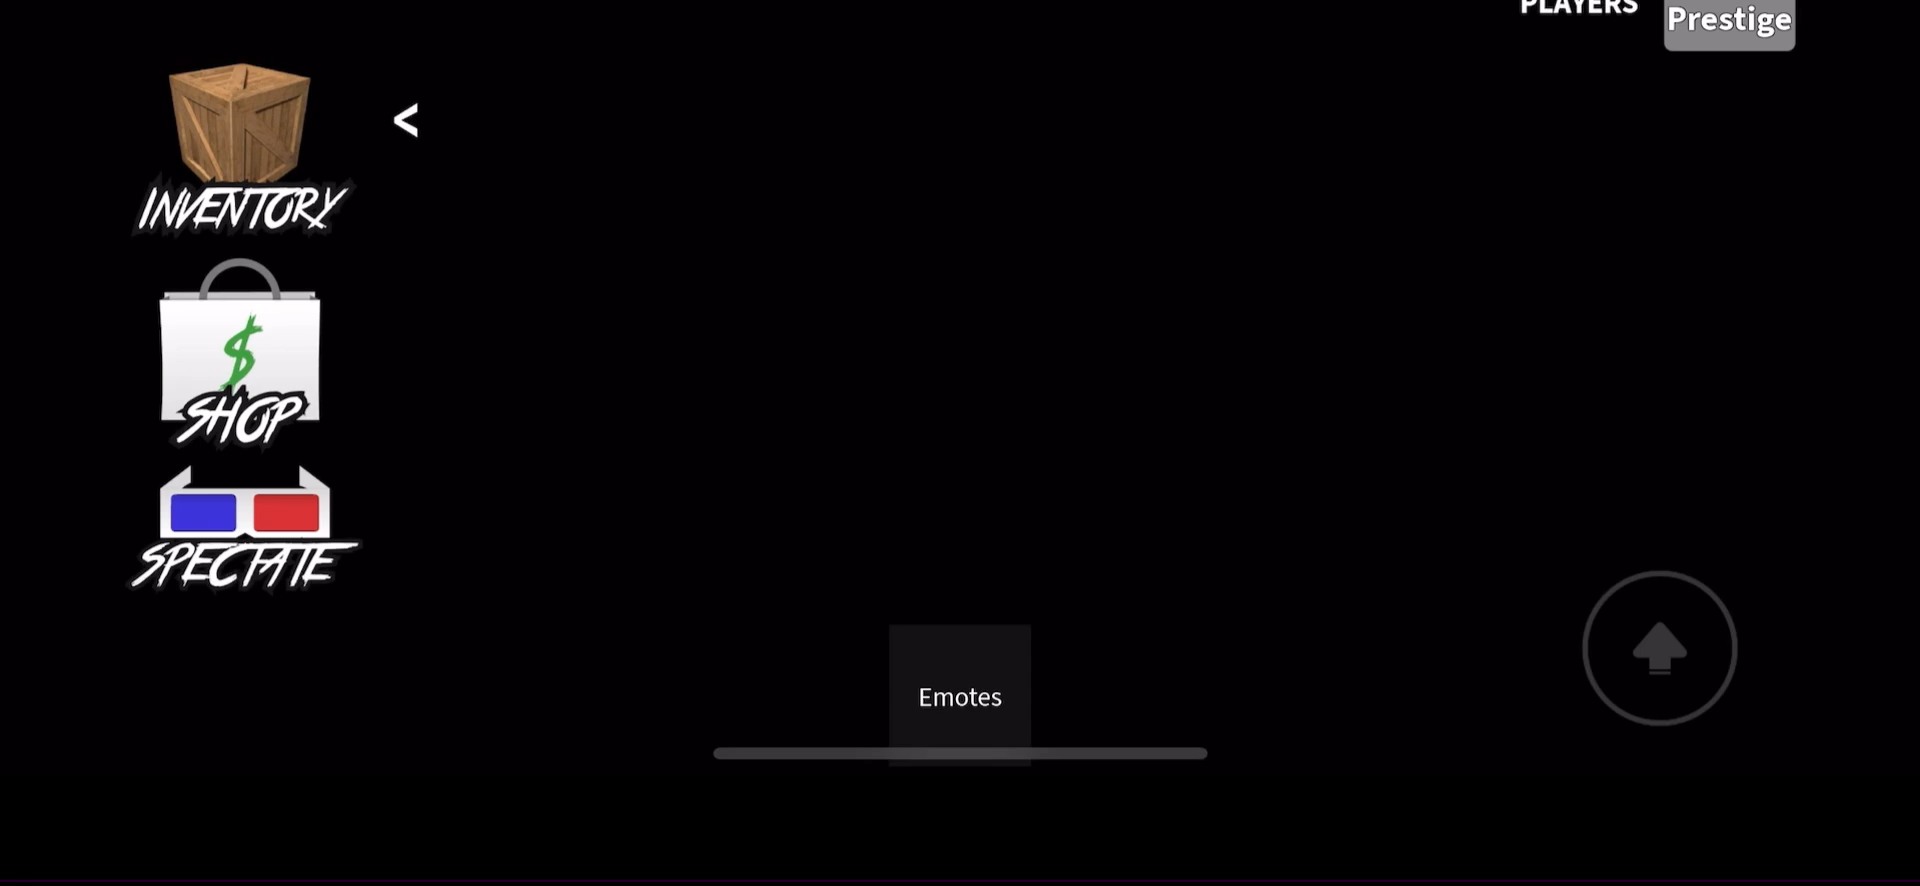 PLAYERS
Prestige
<
INVENTORY
$
SHOP
SPECTATE
Emotes